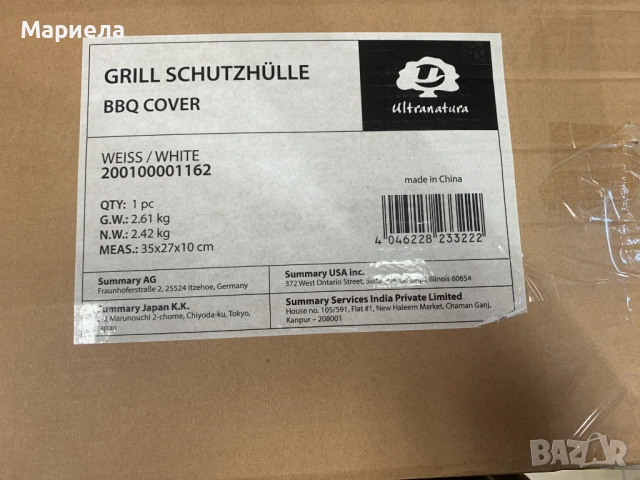 Мариела
GRILL SCHUTZHÜLLE
BBQ COVER
Ultranatura
WEISS / WHITE
200100001162
made in China
QTY: 1 pc
G.W.: 2.61 kg
N.W.: 2.42 kg
MEAS.: 35x27x10 cm
4 046228 233222
Summary AG
Fraunhoferstraße 2, 25524 Itzehoe, Germany
Summary USA inc.
372 West Ontario Street, Suite Illinois 60654
Summary Japan K.K.
Marunouchi 2-chome, Chiyoda-ku, Tokyo,
Japan
Summary Services India Private Limited
House no. 105/591, Flat #1, New Haleem Market, Chaman Ganj,
Kanpur – 208001
BAZAR